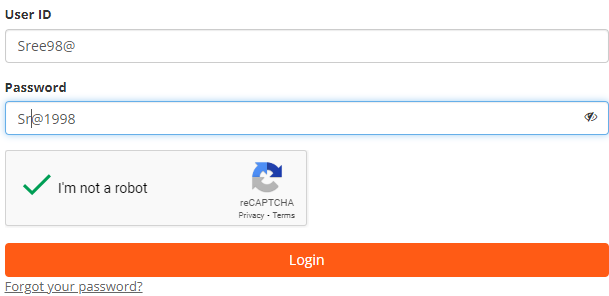 User ID
Sree98@
Password
Sr@1998
I'm not a robot
reCAPTCHA
Privacy - Terms
Login
Forgot your password?